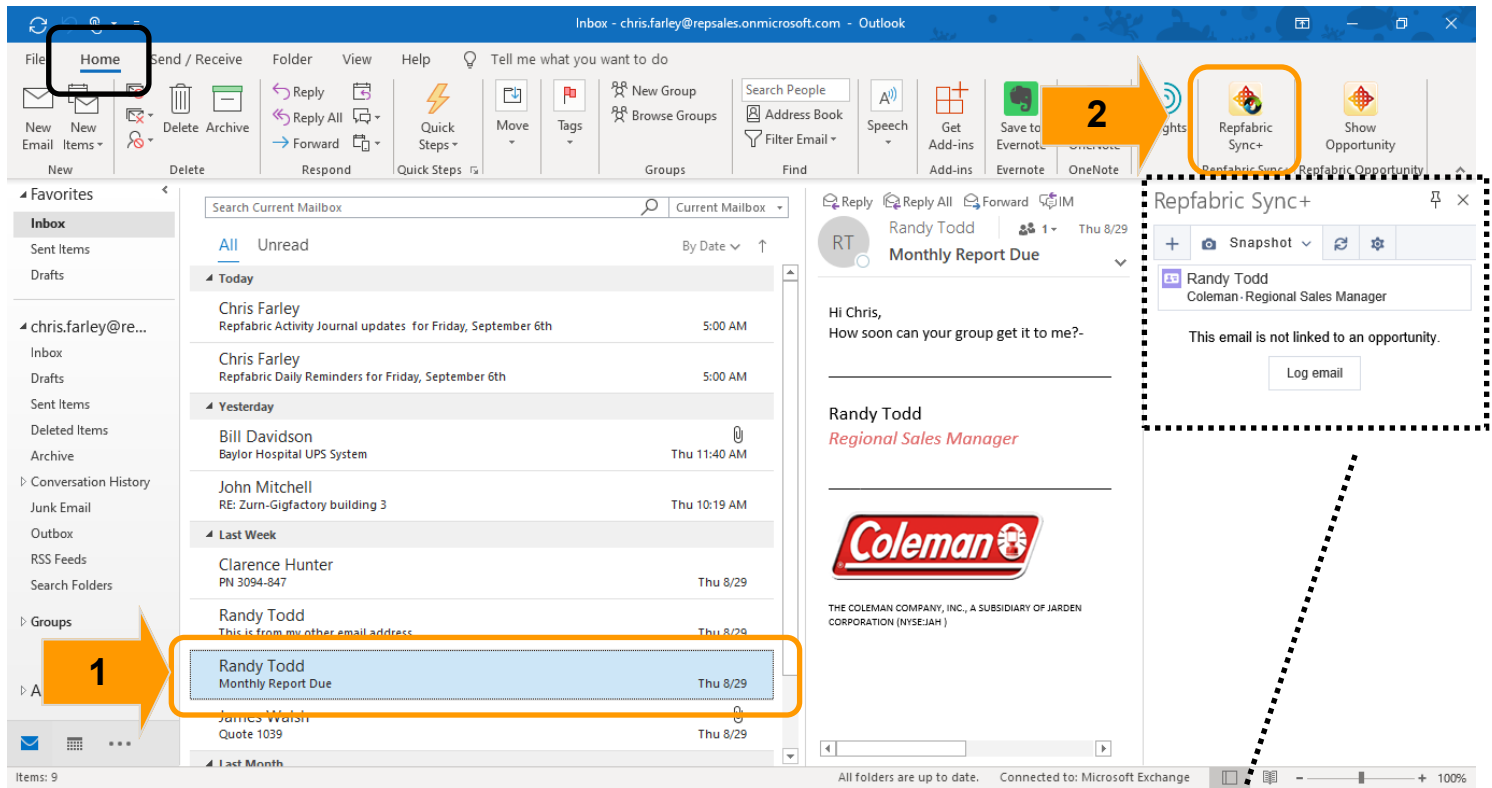 Inbox - chris.farley@repsales.onmicrosoft.com - Outlook
File Home Send / Receive Folder View Help Tell me what you want to do
New Email
New Items
Delete Archive
Reply
Reply All
Forward
Quick Steps
Move
Tags
New Group
Browse Groups
Search People
Address Book
Filter Email
Speech
Get Add-ins
Save to Evernote
OneNote
2
Repfabric Sync+
Show Opportunity
New Delete Respond Quick Steps Groups Find Add-ins Evernote OneNote Repfabric Sync+ Repfabric Opportunity
Favorites
Inbox
Sent Items
Drafts
chris.farley@re...
Inbox
Drafts
Sent Items
Deleted Items
Archive
Conversation History
Junk Email
Outbox
RSS Feeds
Search Folders
Groups
A
1
Search Current Mailbox Current Mailbox
All Unread By Date
Today
Chris Farley
Repfabric Activity Journal updates for Friday, September 6th 5:00 AM
Chris Farley
Repfabric Daily Reminders for Friday, September 6th 5:00 AM
Yesterday
Bill Davidson
Baylor Hospital UPS System Thu 11:40 AM
John Mitchell
RE: Zurn-Gigfactory building 3 Thu 10:19 AM
Last Week
Clarence Hunter
PN 3094-847 Thu 8/29
Randy Todd
This is from my other email address Thu 8/29
Randy Todd
Monthly Report Due Thu 8/29
James Walsh
Quote 1039 Thu 8/29
Last Month
Reply Reply All Forward IM
RT
Randy Todd 1 Thu 8/29
Monthly Report Due
Hi Chris,
How soon can your group get it to me?-
Randy Todd
Regional Sales Manager
Coleman
THE COLEMAN COMPANY, INC., A SUBSIDIARY OF JARDEN
CORPORATION (NYSE:JAH )
Repfabric Sync+
Snapshot
Randy Todd
Coleman - Regional Sales Manager
This email is not linked to an opportunity.
Log email
Items: 9 All folders are up to date. Connected to: Microsoft Exchange 100%